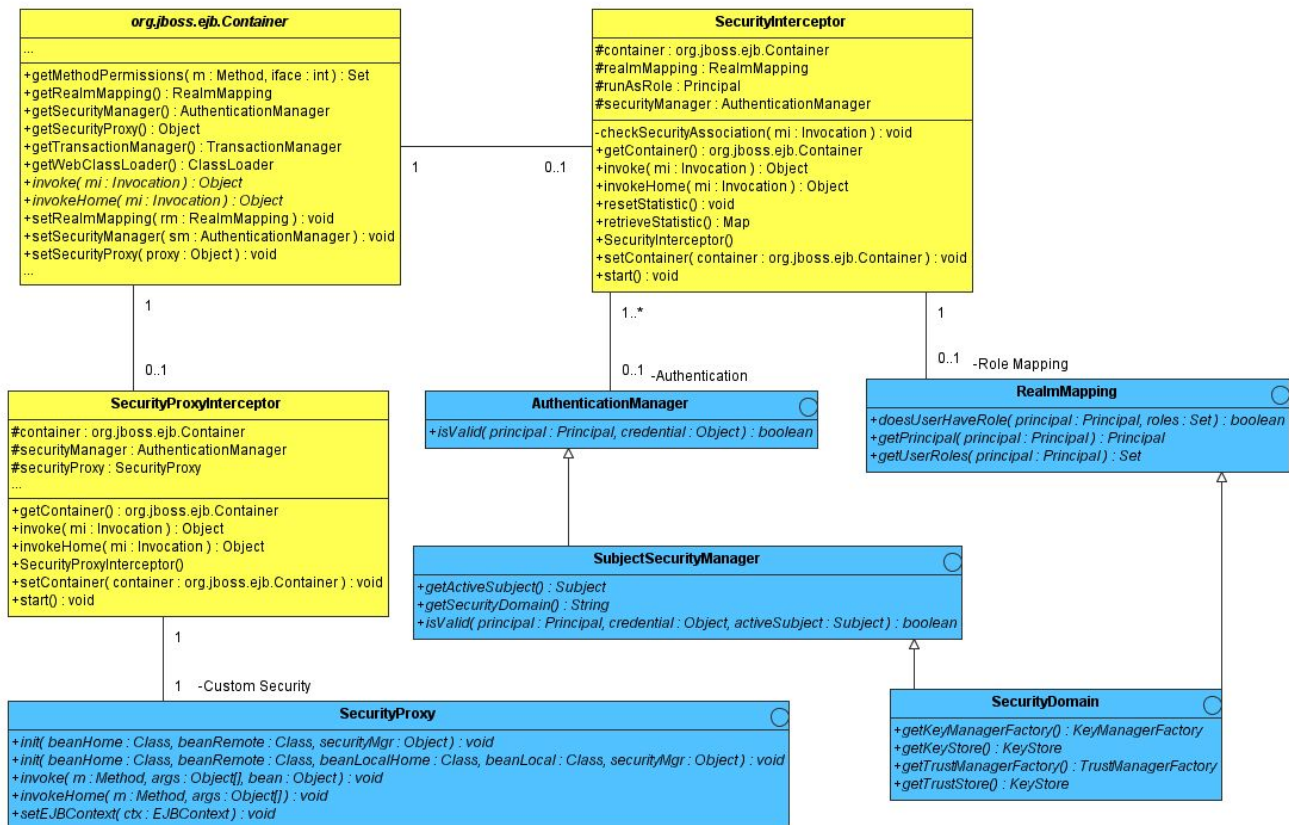 org.jboss.ejb.Container
...
+getMethodPermissions( m : Method, iface : int ) : Set
+getRealmMapping() : RealmMapping
+getSecurityManager() : AuthenticationManager
+getSecurityProxy() : Object
+getTransactionManager() : TransactionManager
+getWebClassLoader() : ClassLoader
+invoke( mi : Invocation ) : Object
+invokeHome( mi : Invocation ) : Object
+setRealmMapping( rm : RealmMapping ) : void
+setSecurityManager( sm : AuthenticationManager ) : void
+setSecurityProxy( proxy : Object ) : void
...
1
0..1
SecurityInterceptor
#container : org.jboss.ejb.Container
#realmMapping : RealmMapping
#runAsRole : Principal
#securityManager : AuthenticationManager
-checkSecurityAssociation( mi : Invocation ) : void
+getContainer() : org.jboss.ejb.Container
+invoke( mi : Invocation ) : Object
+invokeHome( mi : Invocation ) : Object
+resetStatistic() : void
+retrieveStatistic() : Map
+SecurityInterceptor()
+setContainer( container : org.jboss.ejb.Container ) : void
+start() : void
1
0..1
1..*
0..1 -Authentication
1
0..1 -Role Mapping
SecurityProxyInterceptor
#container : org.jboss.ejb.Container
#securityManager : AuthenticationManager
#securityProxy : SecurityProxy
...
+getContainer() : org.jboss.ejb.Container
+invoke( mi : Invocation ) : Object
+invokeHome( mi : Invocation ) : Object
+SecurityProxyInterceptor()
+setContainer( container : org.jboss.ejb.Container ) : void
+start() : void
AuthenticationManager
+isValid( principal : Principal, credential : Object ) : boolean
RealmMapping
+doesUserHaveRole( principal : Principal, roles : Set ) : boolean
+getPrincipal( principal : Principal ) : Principal
+getUserRoles( principal : Principal ) : Set
SubjectSecurityManager
+getActiveSubject() : Subject
+getSecurityDomain() : String
+isValid( principal : Principal, credential : Object, activeSubject : Subject ) : boolean
1
1 -Custom Security
SecurityProxy
+init( beanHome : Class, beanRemote : Class, securityMgr : Object ) : void
+init( beanHome : Class, beanRemote : Class, beanLocalHome : Class, beanLocal : Class, securityMgr : Object ) : void
+invoke( m : Method, args : Object[], bean : Object ) : void
+invokeHome( m : Method, args : Object[] ) : void
+setEJBContext( ctx : EJBContext ) : void
SecurityDomain
+getKeyManagerFactory() : KeyManagerFactory
+getKeyStore() : KeyStore
+getTrustManagerFactory() : TrustManagerFactory
+getTrustStore() : KeyStore